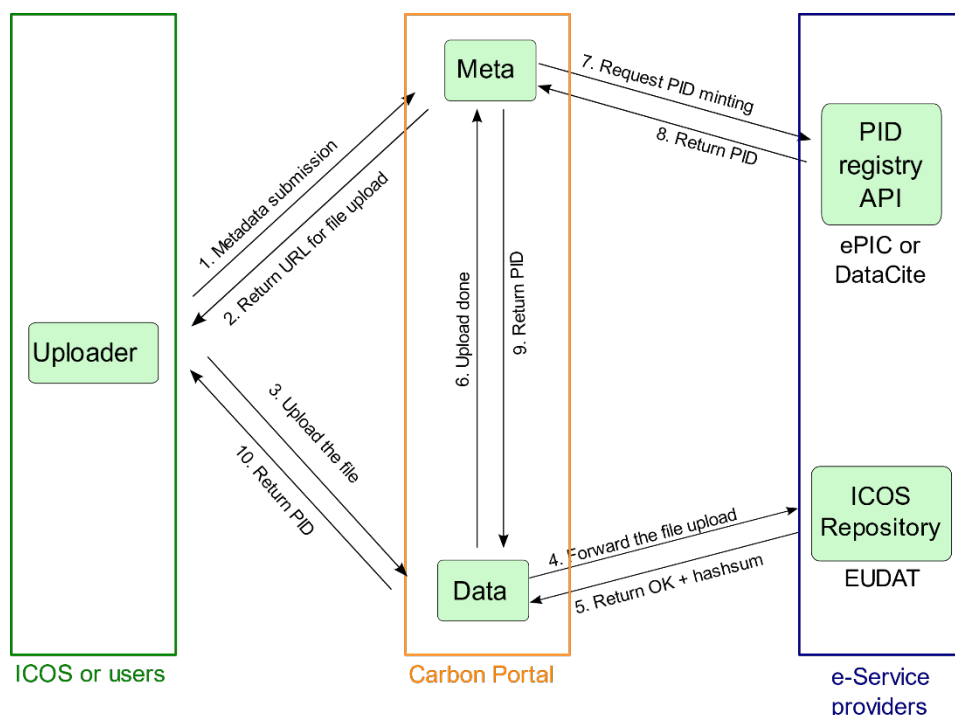 Meta
7. Request PID minting
8. Return PID
PID
registry
API
ePIC or
DataCite
1. Metadata submission
2. Return URL for file upload
Uploader
6. Upload done
9. Return PID
3. Upload the file
10. Return PID
4. Forward the file upload
5. Return OK + hashsum
ICOS
Repository
EUDAT
Data
ICOS or users
Carbon Portal
e-Service
providers